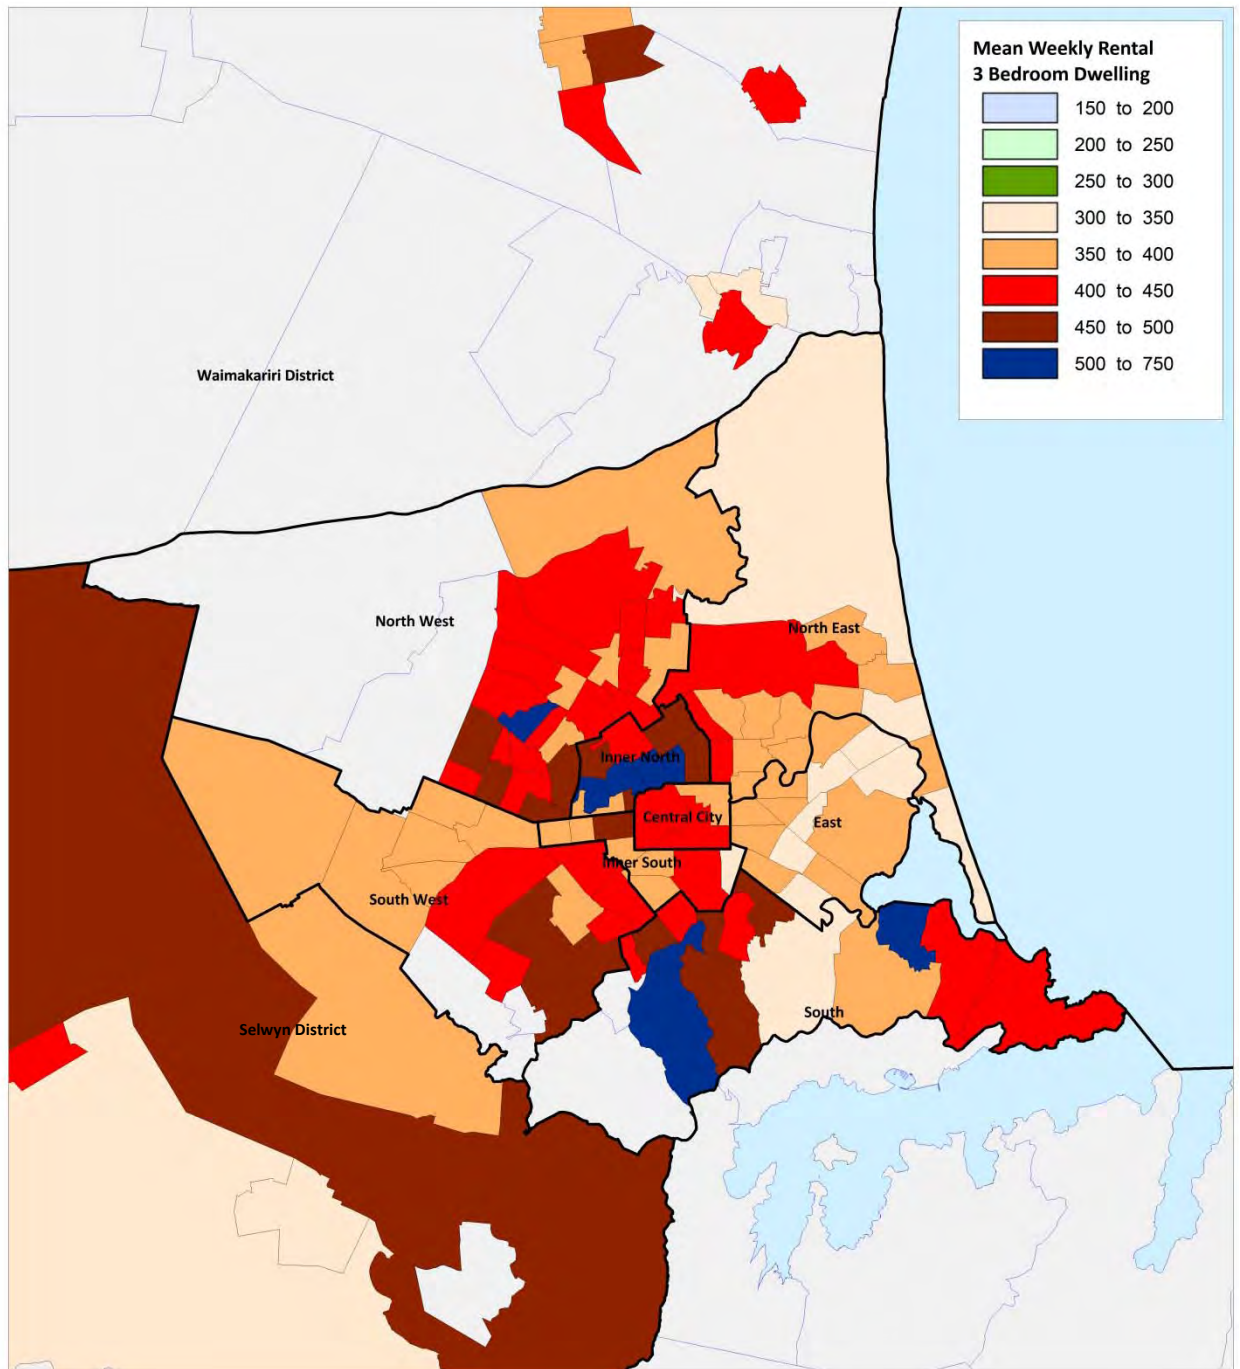 Mean Weekly Rental
3 Bedroom Dwelling
150 to 200
200 to 250
250 to 300
300 to 350
350 to 400
400 to 450
450 to 500
500 to 750
Waimakariri District
North West
North East
Inner North
Central City
East
Inner South
South West
South
Selwyn District